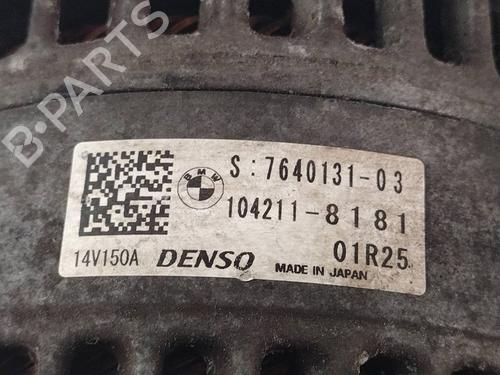 B-PARTS
BMW
S:7640131-03
104211-8181
14V150A DENSO 01R25
MADE IN JAPAN